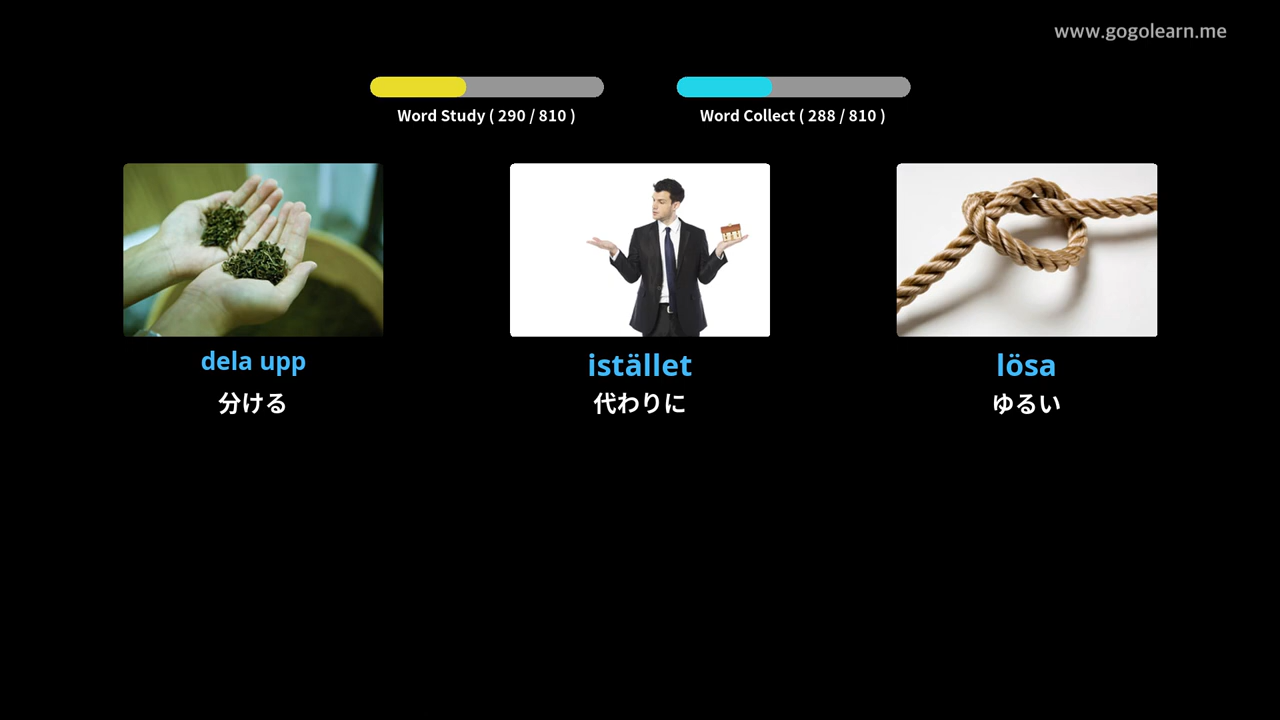 www.gogolearn.me
Word Study ( 290 / 810 )
Word Collect ( 288 / 810 )
dela upp
istället
lösa
分ける
代わりに
ゆるい